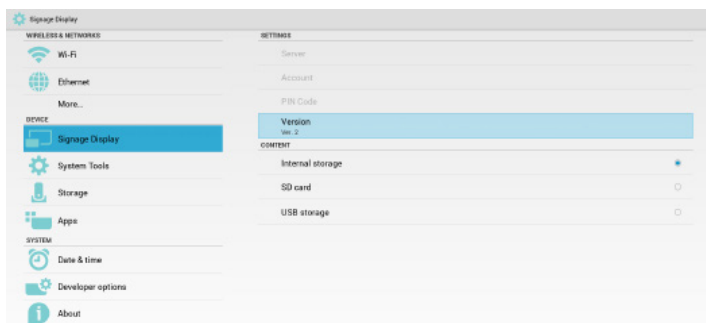 Signage Display
WIRELESS & NETWORKS
Wi-Fi
Ethernet
More...
DEVICE
Signage Display
System Tools
Storage
Apps
SYSTEM
Date & time
Developer options
About
SETTINGS
Server
Account
PIN Code
Version
Ver. 2
CONTENT
Internal storage
SD card
USB storage